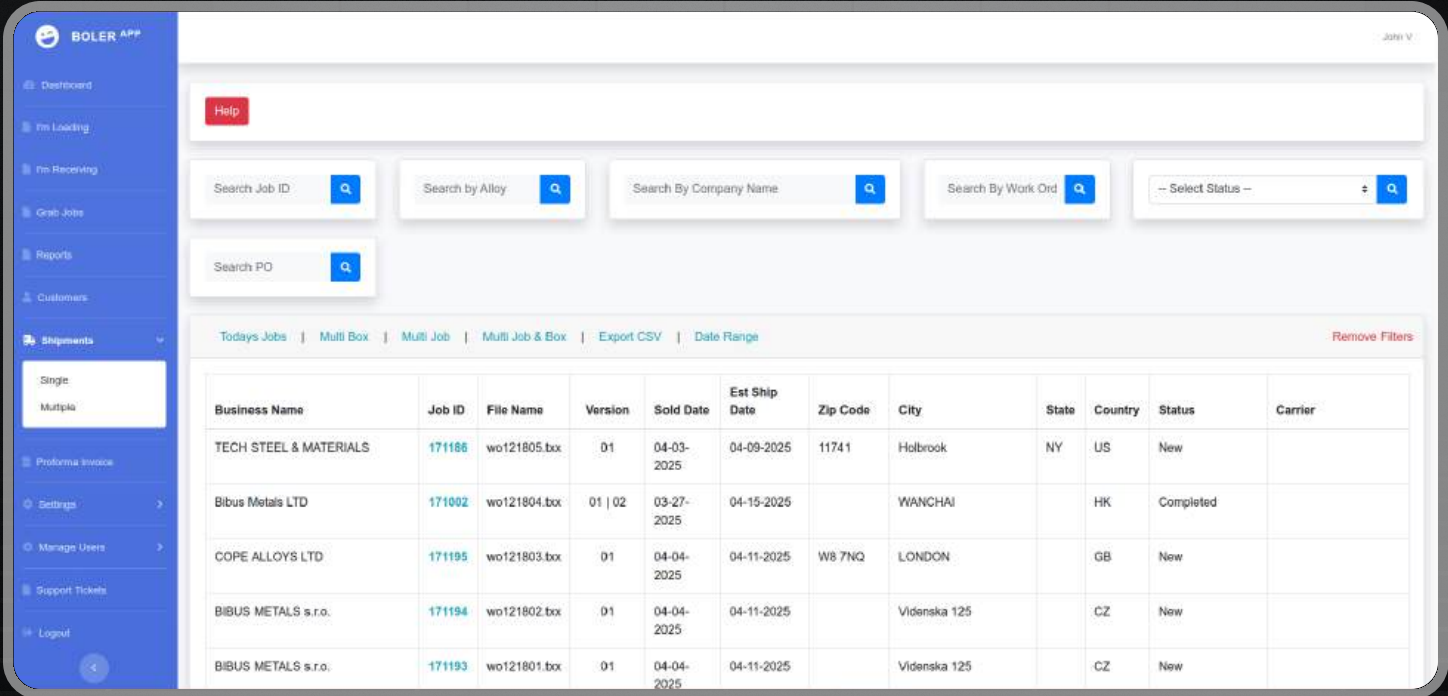 BOLER APP
John V
Dashboard
I'm Loading
I'm Receiving
Grab Jobs
Reports
Customers
Shipments
Single
Multiple
Proforma Invoice
Settings
Manage Users
Support Tickets
Logout
Help
Search Job ID
Search by Alloy
Search By Company Name
Search By Work Ord
-- Select Status --
Search PO
Todays Jobs | Multi Box | Multi Job | Multi Job & Box | Export CSV | Date Range
Remove Filters
Business Name Job ID File Name Version Sold Date Est Ship Date Zip Code City State Country Status Carrier
TECH STEEL & MATERIALS 171186 wo121805.txx 01 04-03-2025 04-09-2025 11741 Holbrook NY US New
Bibus Metals LTD 171002 wo121804.txx 01 | 02 03-27-2025 04-15-2025 WANCHAI HK Completed
COPE ALLOYS LTD 171195 wo121803.txx 01 04-04-2025 04-11-2025 W8 7NQ LONDON GB New
BIBUS METALS s.r.o. 171194 wo121802.txx 01 04-04-2025 04-11-2025 Videnska 125 CZ New
BIBUS METALS s.r.o. 171193 wo121801.txx 01 04-04-2025 04-11-2025 Videnska 125 CZ New